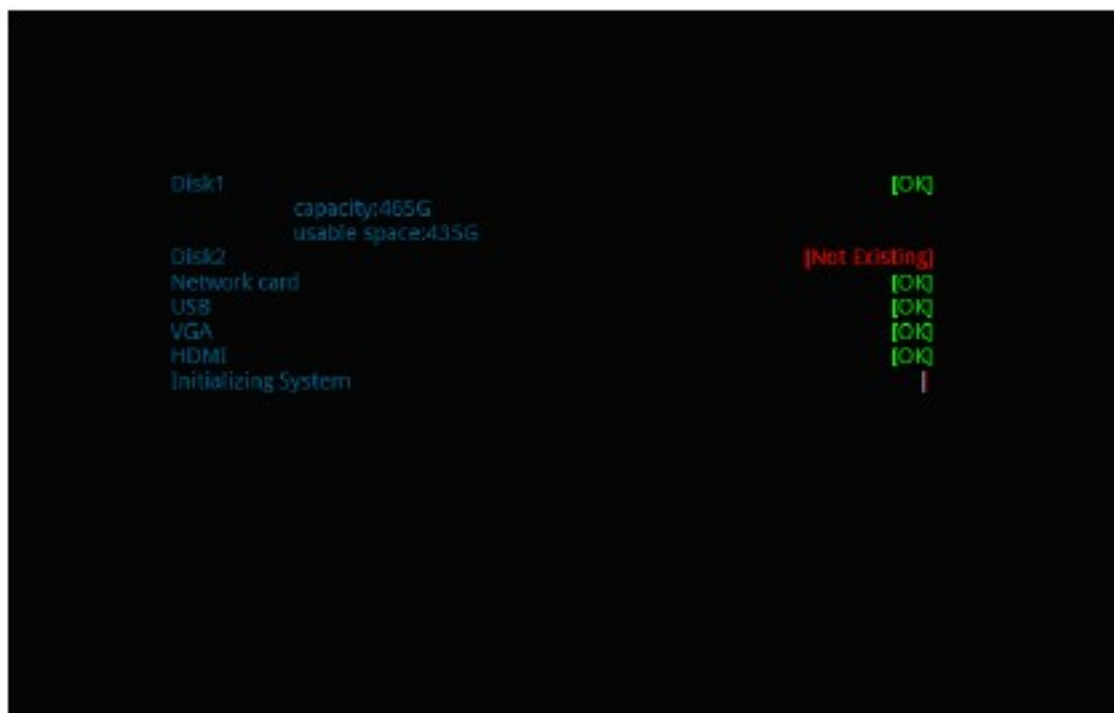 Disk1 [OK]
capacity:465G
usable space:435G
Disk2 [Not Existing]
Network card [OK]
USB [OK]
VGA [OK]
HDMI [OK]
Initializing System